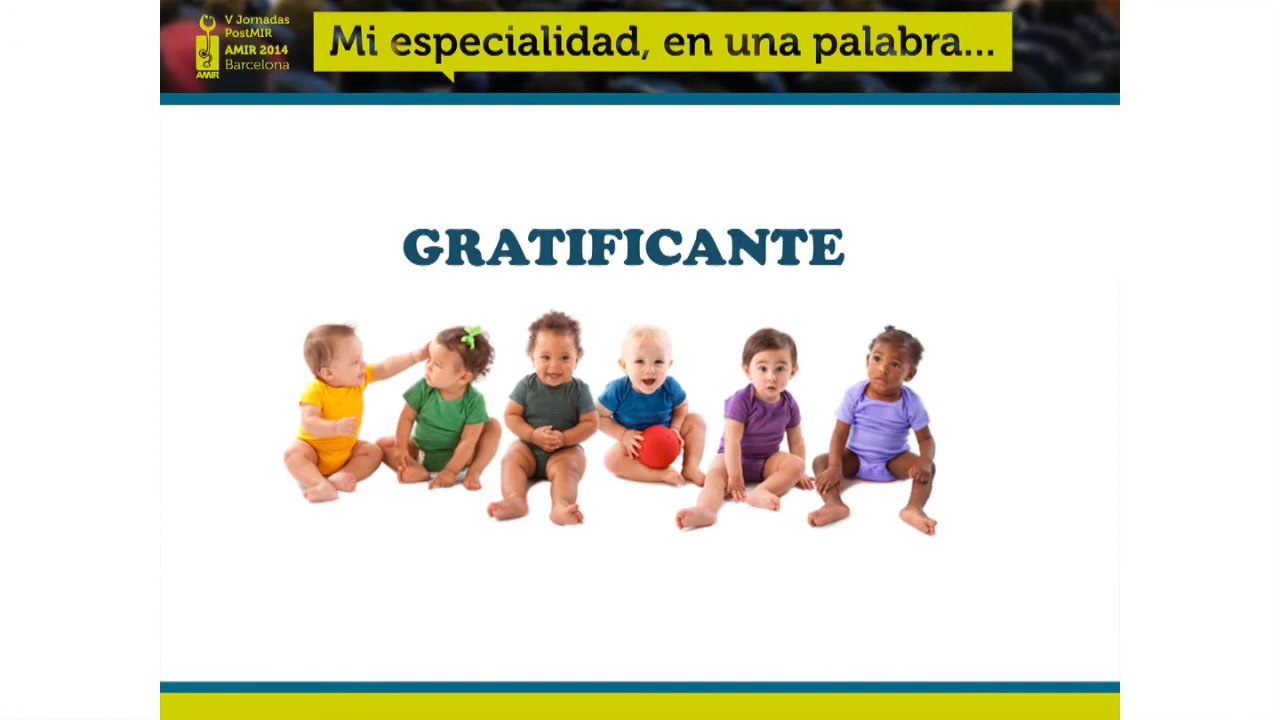 V Jornadas
PostMIR
AMIR 2014
Barcelona
AMIR
Mi especialidad, en una palabra...
GRATIFICANTE